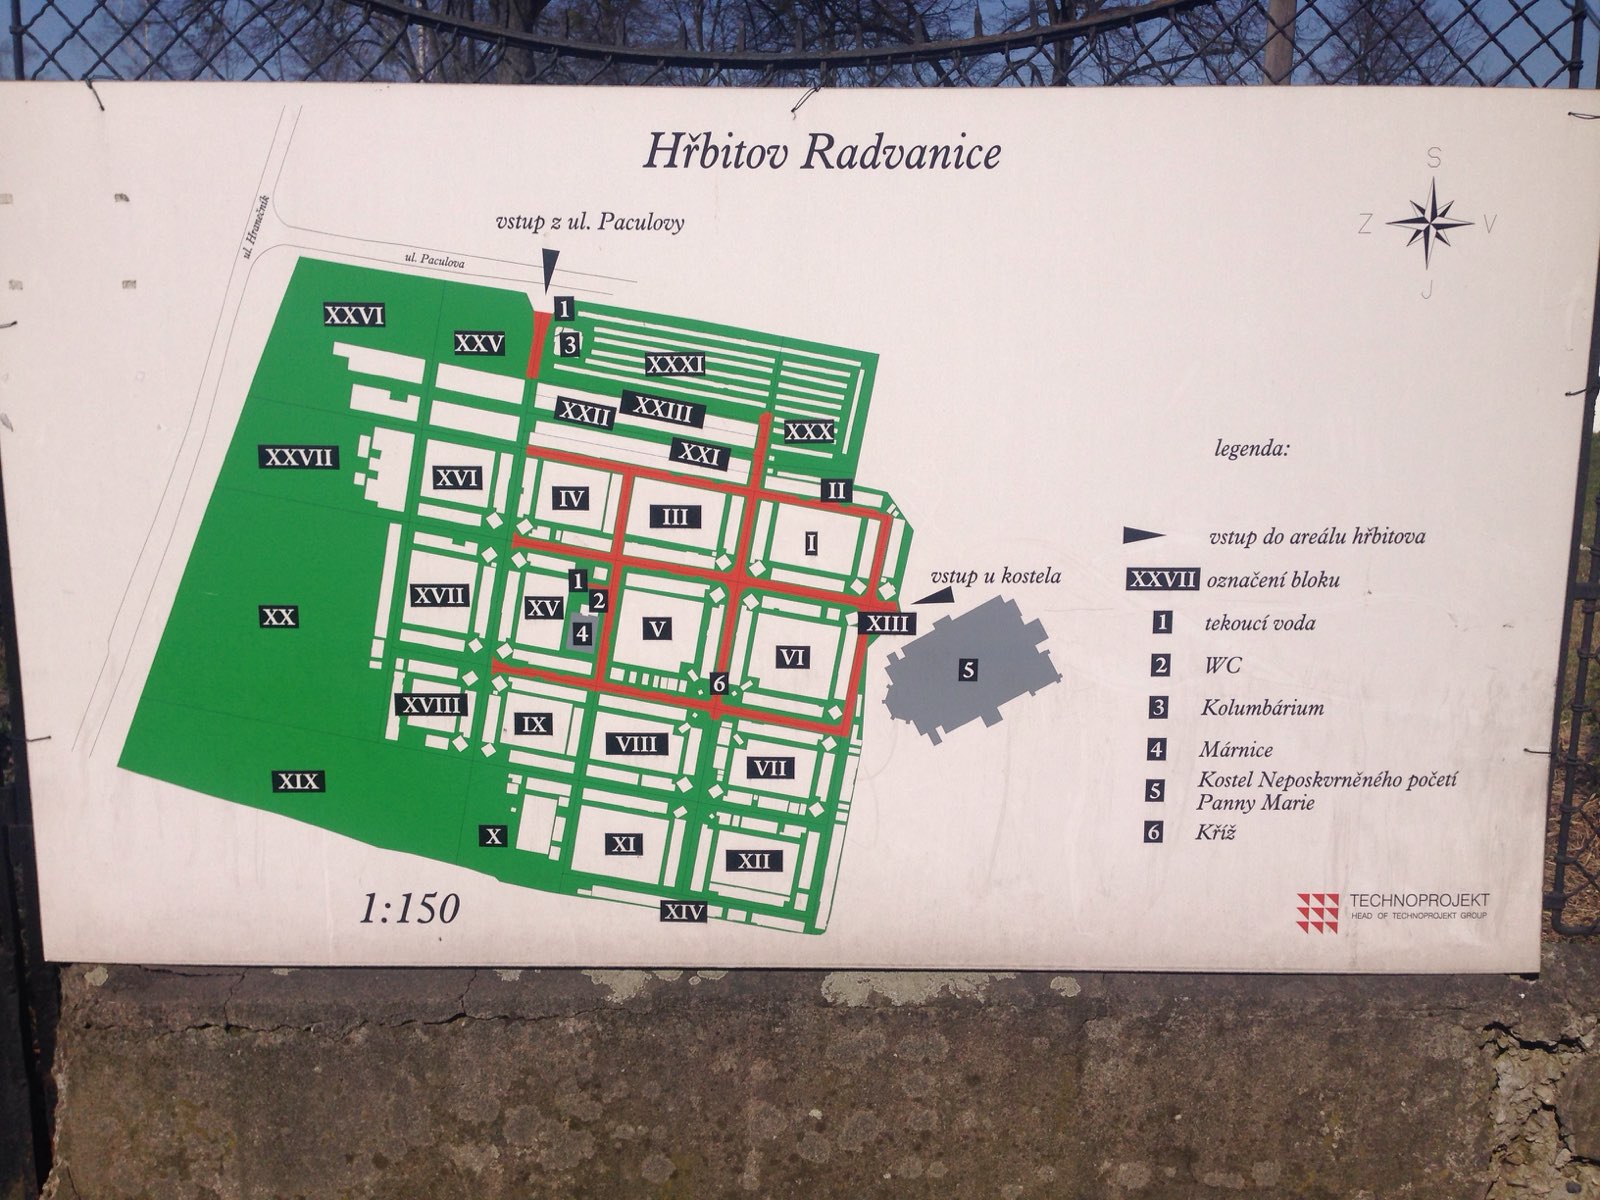 Hřbitov Radvanice
S
Z
V
J
vstup z ul. Paculovy
ul. Hranečník
ul. Paculova
1
XXVI
XXV
3
XXXI
XXII
XXIII
XXX
XXI
XXVII
XVI
IV
II
III
I
1
vstup u kostela
XVII
XV
2
XX
V
4
XIII
VI
5
6
XVIII
IX
VIII
VII
XIX
X
XI
XII
XIV
1:150
legenda:
vstup do areálu hřbitova
XXVII označení bloku
1 tekoucí voda
2 WC
3 Kolumbárium
4 Márnice
5 Kostel Neposkvrněného početí
Panny Marie
6 Kříž
TECHNOPROJEKT
HEAD OF TECHNOPROJEKT GROUP